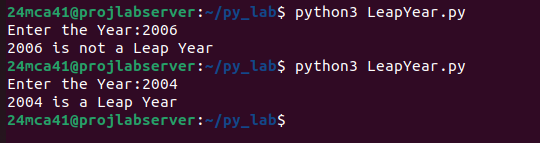 24mca41@projlabserver:~/py_lab$ python3 LeapYear.py
Enter the Year:2006
2006 is not a Leap Year
24mca41@projlabserver:~/py_lab$ python3 LeapYear.py
Enter the Year:2004
2004 is a Leap Year
24mca41@projlabserver:~/py_lab$